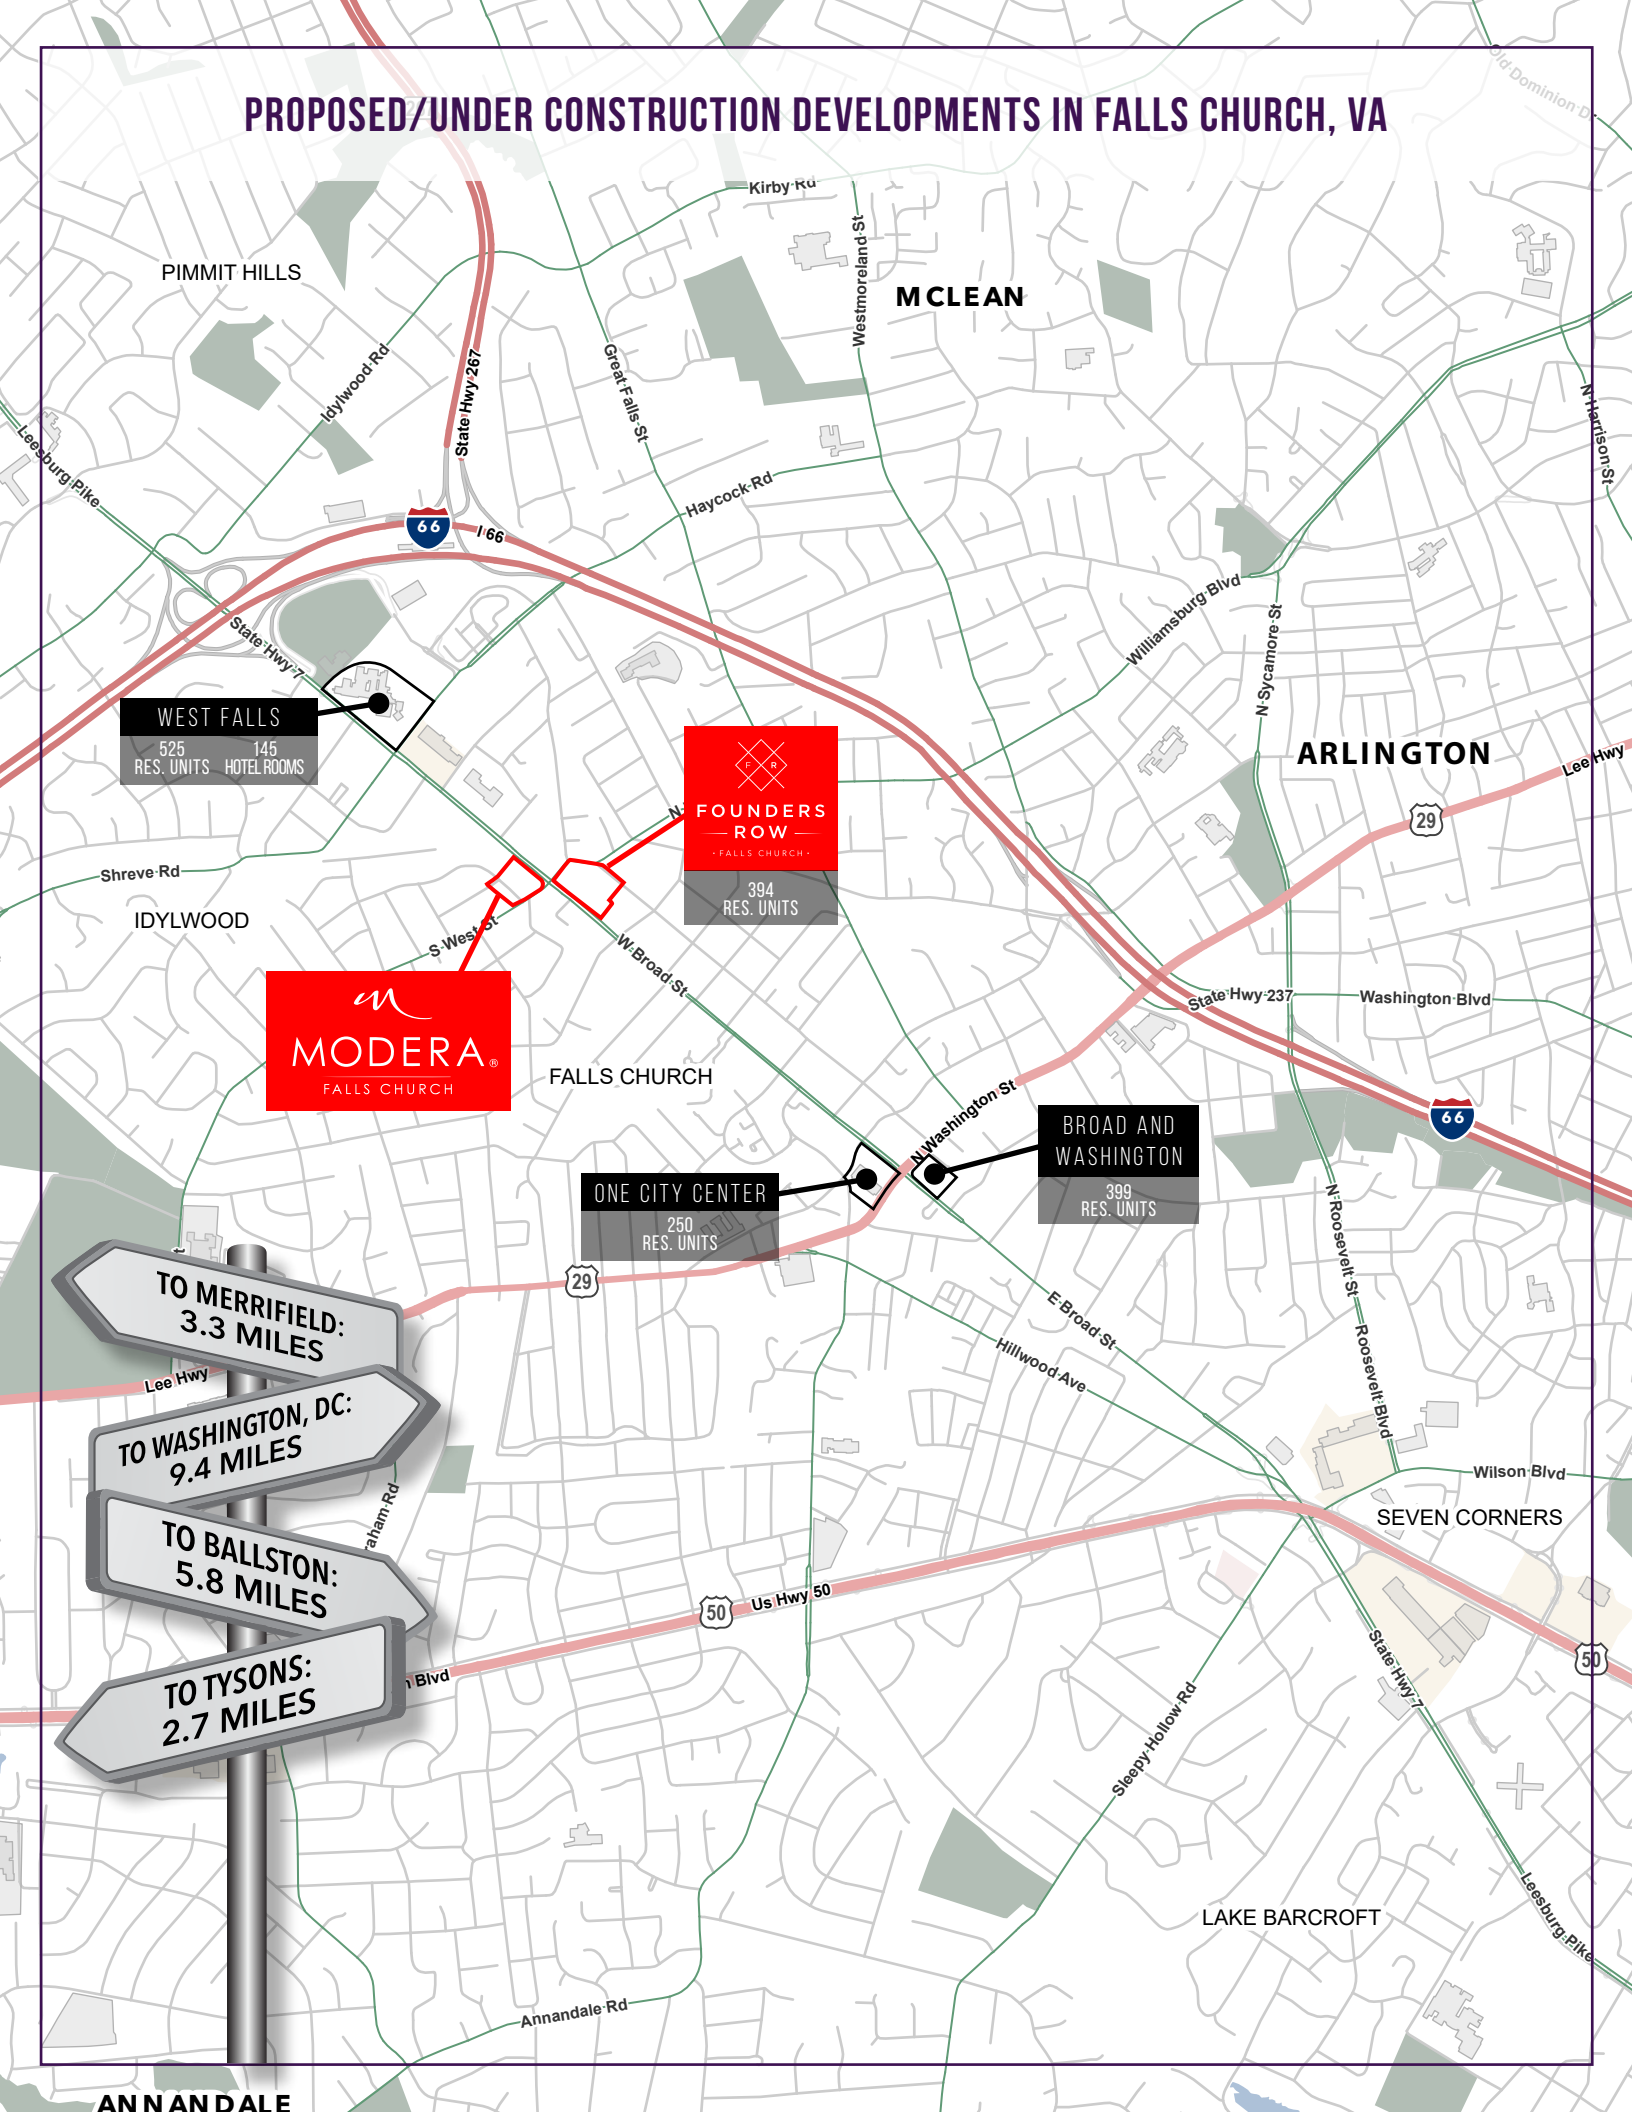 PROPOSED/UNDER CONSTRUCTION DEVELOPMENTS IN FALLS CHURCH, VA
Old Dominion Dr
Kirby Rd
Westmoreland St
PIMMIT HILLS
MCLEAN
Idylwood Rd
State Hwy 267
Great Falls St
N Harrison St
Leesburg Pike
Haycock Rd
66
I 66
Williamsburg Blvd
State Hwy 7
N Sycamore St
WEST FALLS
525
RES. UNITS
145
HOTEL ROOMS
ARLINGTON
Lee Hwy
29
F R
FOUNDERS
ROW
· FALLS CHURCH ·
394
RES. UNITS
N
Shreve Rd
IDYLWOOD
S West St
W Broad St
MODERA®
FALLS CHURCH
State Hwy 237
Washington Blvd
FALLS CHURCH
N Washington St
66
BROAD AND
WASHINGTON
399
RES. UNITS
ONE CITY CENTER
250
RES. UNITS
29
N Roosevelt St
E Broad St
Hillwood Ave
Roosevelt Blvd
t
TO MERRIFIELD:
3.3 MILES
Lee Hwy
TO WASHINGTON, DC:
9.4 MILES
raham Rd
TO BALLSTON:
5.8 MILES
TO TYSONS:
2.7 MILES
n Blvd
Wilson Blvd
SEVEN CORNERS
50
Us Hwy 50
50
State Hwy 7
Sleepy Hollow Rd
LAKE BARCROFT
Leesburg Pike
Annandale Rd
ANNANDALE